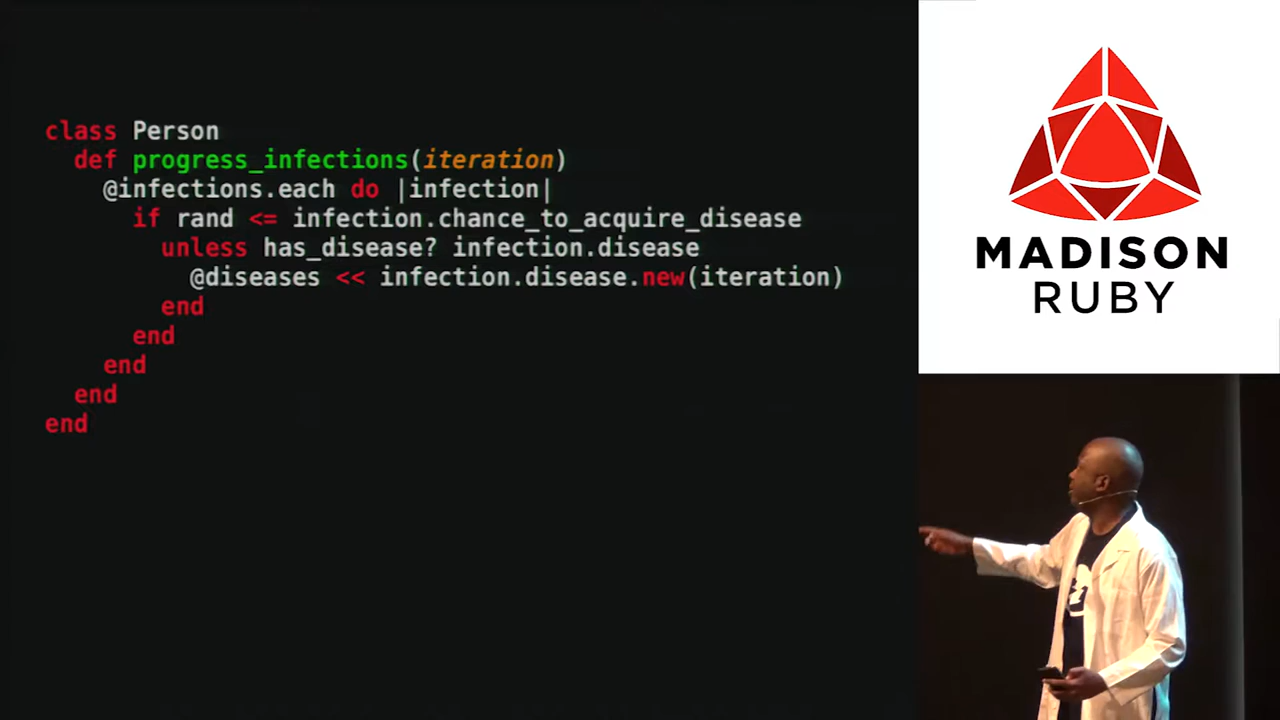 class Person
  def progress_infections(iteration)
    @infections.each do |infection|
      if rand <= infection.chance_to_acquire_disease
        unless has_disease? infection.disease
          @diseases << infection.disease.new(iteration)
        end
      end
    end
  end
end
MADISON
RUBY